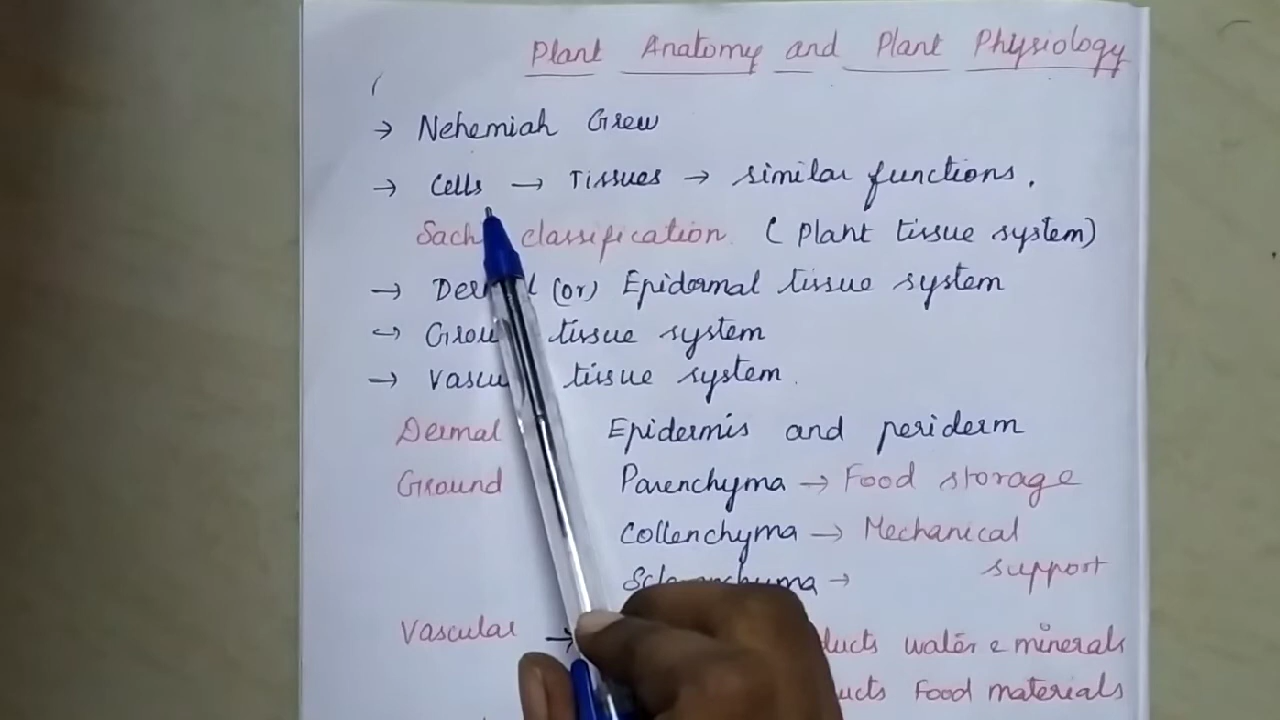 Plant Anatomy and Plant Physiology
→ Nehemiah Grew
→ Cells → Tissues → similar functions.
classification (Plant tissue system)
→ (or) Epidermal tissue system
→ tissue system
→ tissue system.
Dermal Epidermis and periderm
Ground Parenchyma → Food storage
Collenchyma → Mechanical
→ support
Vascular → water & minerals
Food materials